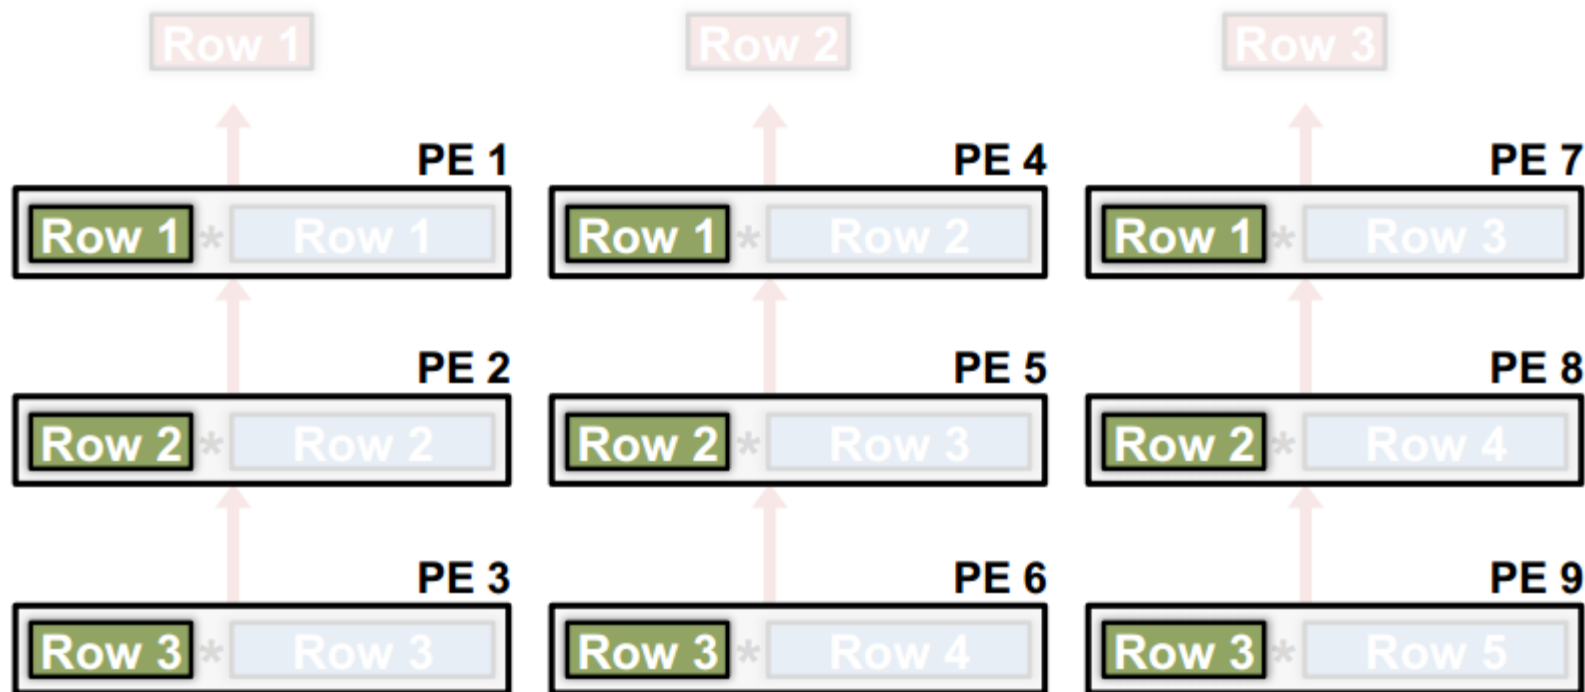 Row 1 Row 2 Row 3
PE 1 PE 4 PE 7
Row 1 * Row 1 Row 1 * Row 2 Row 1 * Row 3
PE 2 PE 5 PE 8
Row 2 * Row 2 Row 2 * Row 3 Row 2 * Row 4
PE 3 PE 6 PE 9
Row 3 * Row 3 Row 3 * Row 4 Row 3 * Row 5